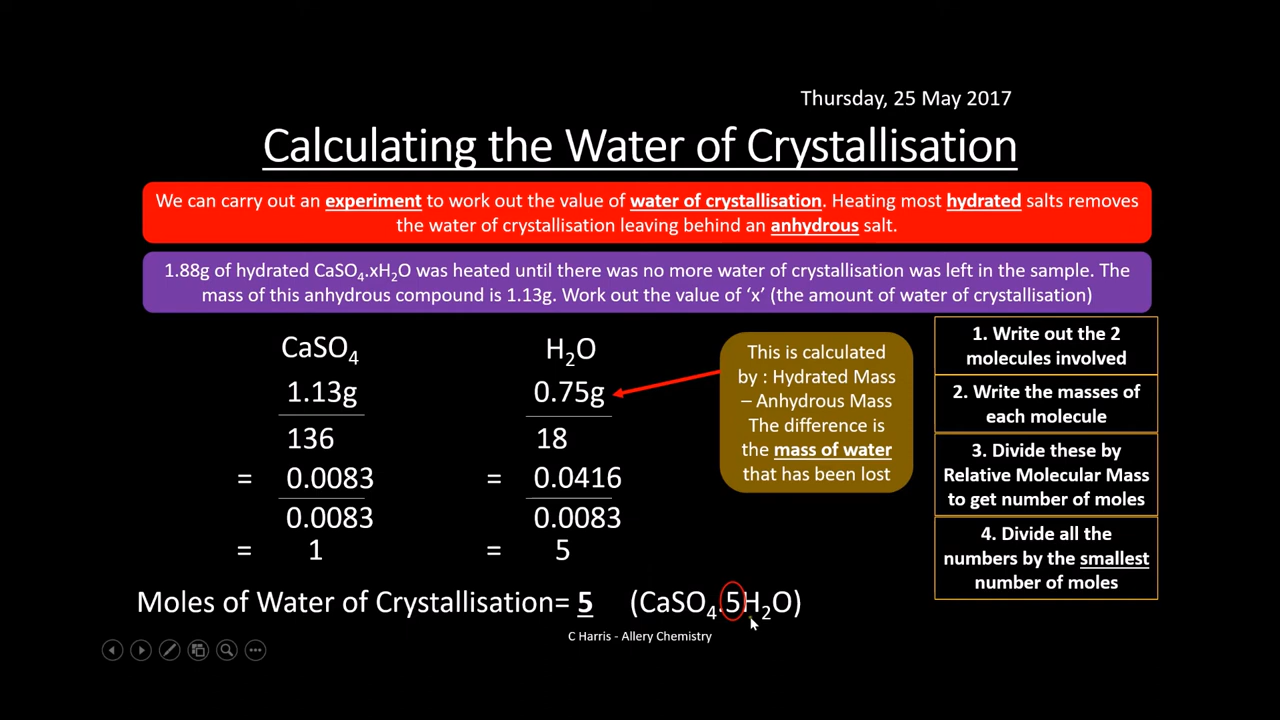 Thursday, 25 May 2017
Calculating the Water of Crystallisation
We can carry out an experiment to work out the value of water of crystallisation. Heating most hydrated salts removes
the water of crystallisation leaving behind an anhydrous salt.
1.88g of hydrated CaSO₄.xH₂O was heated until there was no more water of crystallisation was left in the sample. The
mass of this anhydrous compound is 1.13g. Work out the value of ‘x’ (the amount of water of crystallisation)
CaSO₄ H₂O
1.13g 0.75g
136 18
= 0.0083 = 0.0416
0.0083 0.0083
= 1 = 5
This is calculated
by : Hydrated Mass
– Anhydrous Mass
The difference is
the mass of water
that has been lost
1. Write out the 2
molecules involved
2. Write the masses of
each molecule
3. Divide these by
Relative Molecular Mass
to get number of moles
4. Divide all the
numbers by the smallest
number of moles
Moles of Water of Crystallisation= 5 (CaSO₄.5H₂O)
C Harris - Allery Chemistry